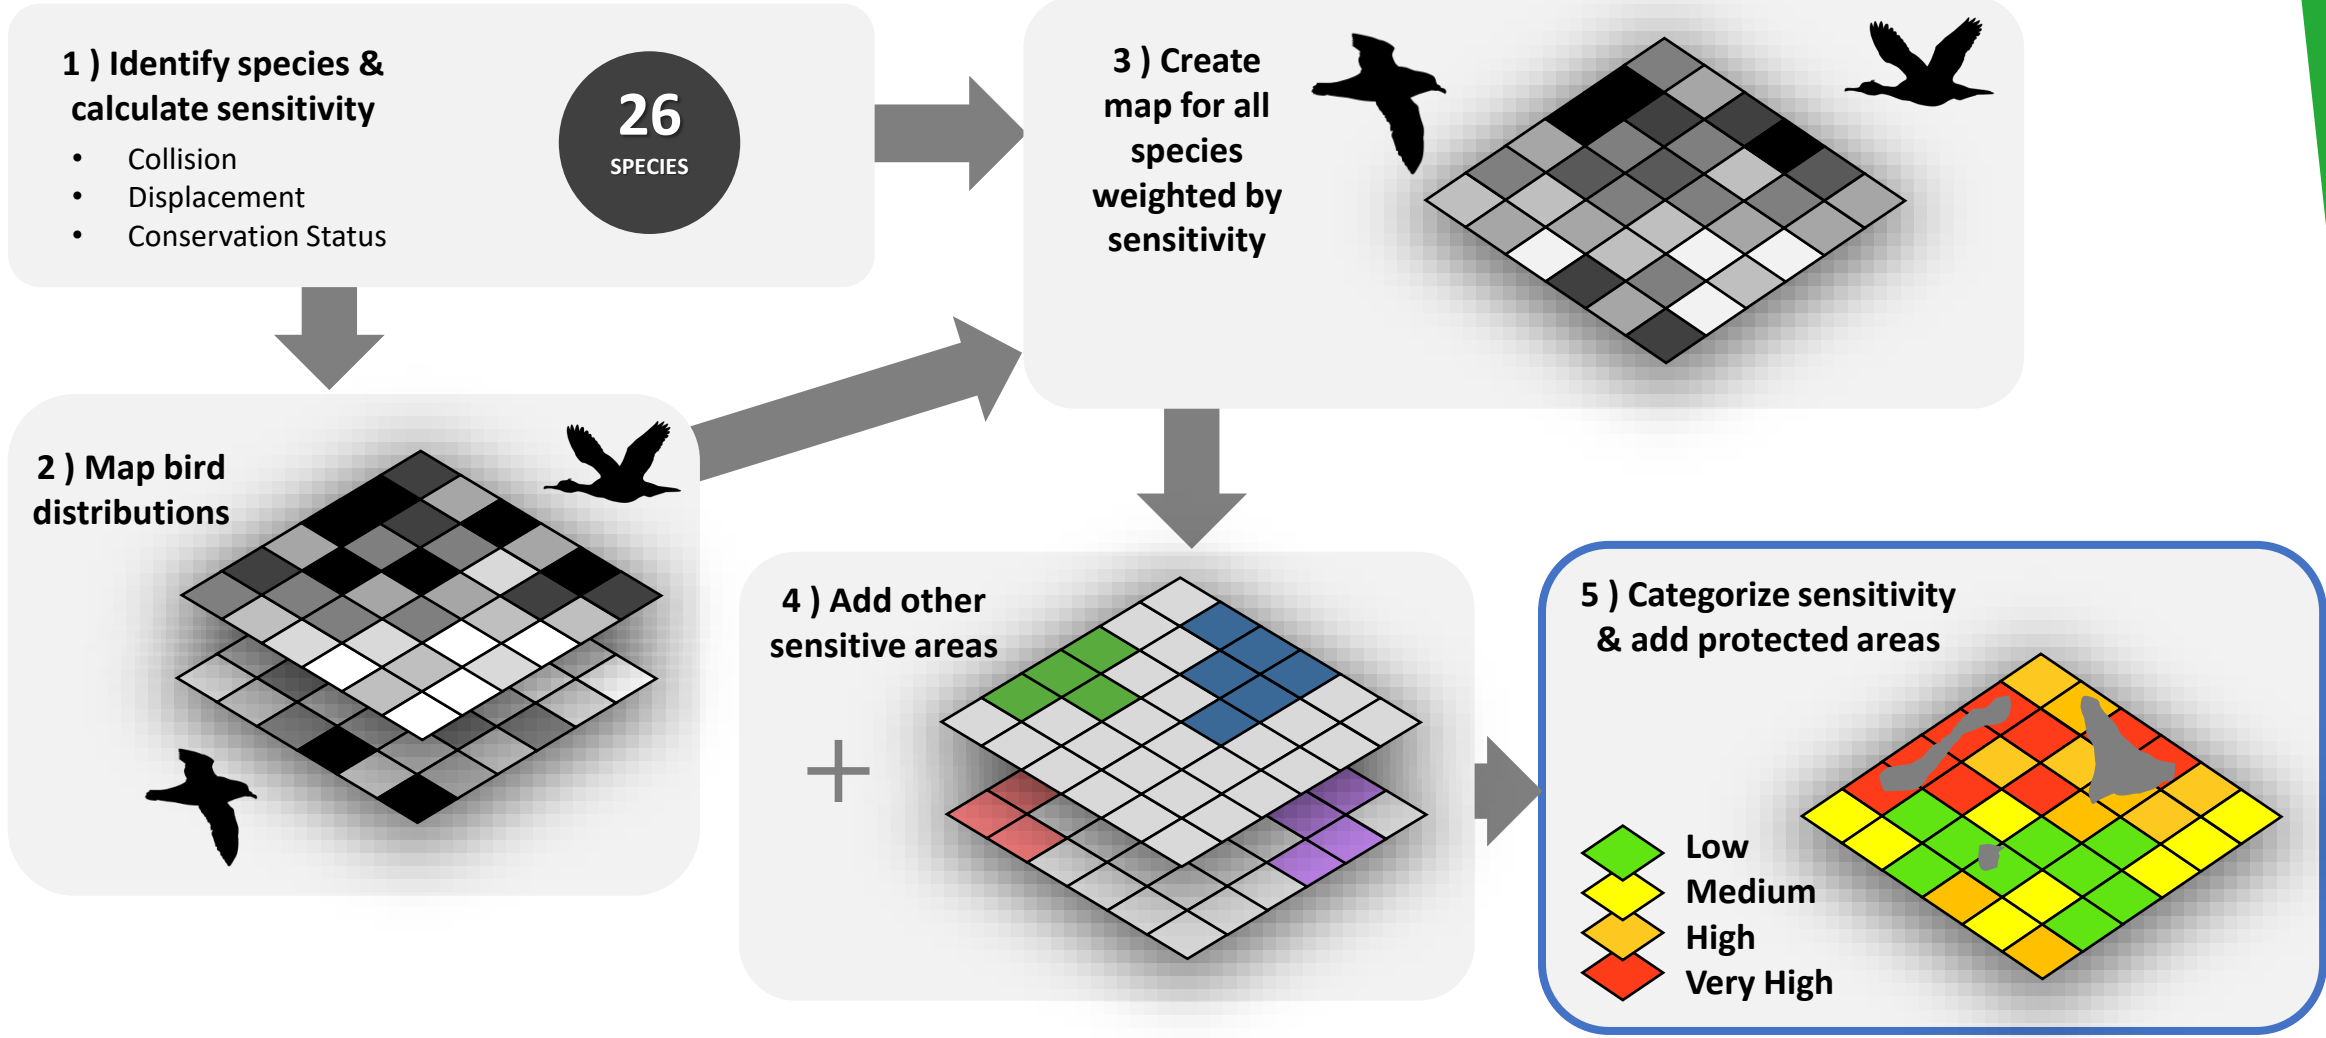 1 ) Identify species &
calculate sensitivity
• Collision
• Displacement
• Conservation Status
26
SPECIES
2 ) Map bird
distributions
3 ) Create
map for all
species
weighted by
sensitivity
4 ) Add other
sensitive areas
+
5 ) Categorize sensitivity
& add protected areas
Low
Medium
High
Very High